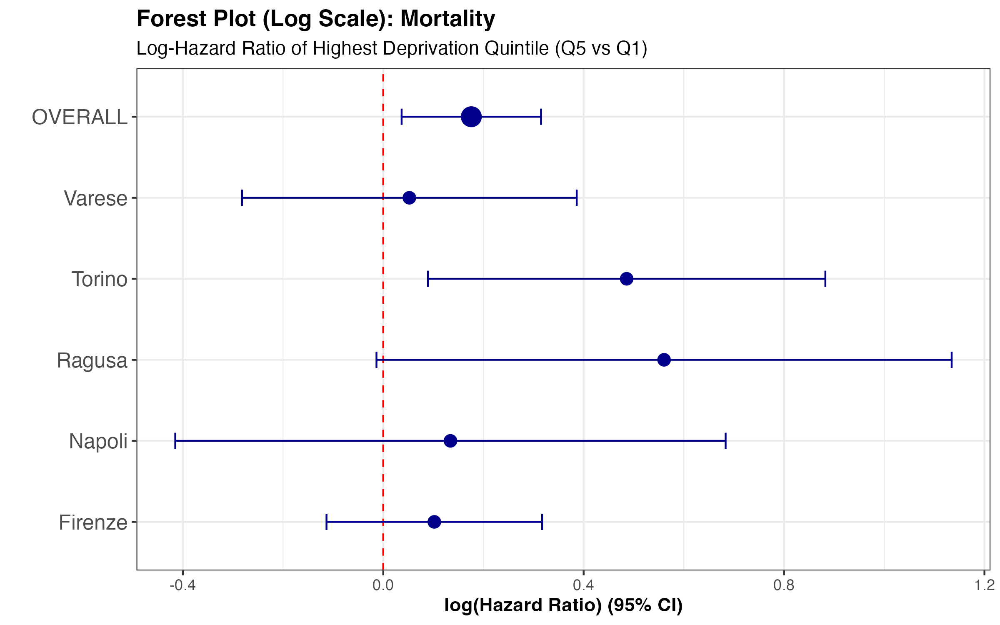 Forest Plot (Log Scale): Mortality
Log-Hazard Ratio of Highest Deprivation Quintile (Q5 vs Q1)
OVERALL
Varese
Torino
Ragusa
Napoli
Firenze
-0.4 0.0 0.4 0.8 1.2
log(Hazard Ratio) (95% CI)